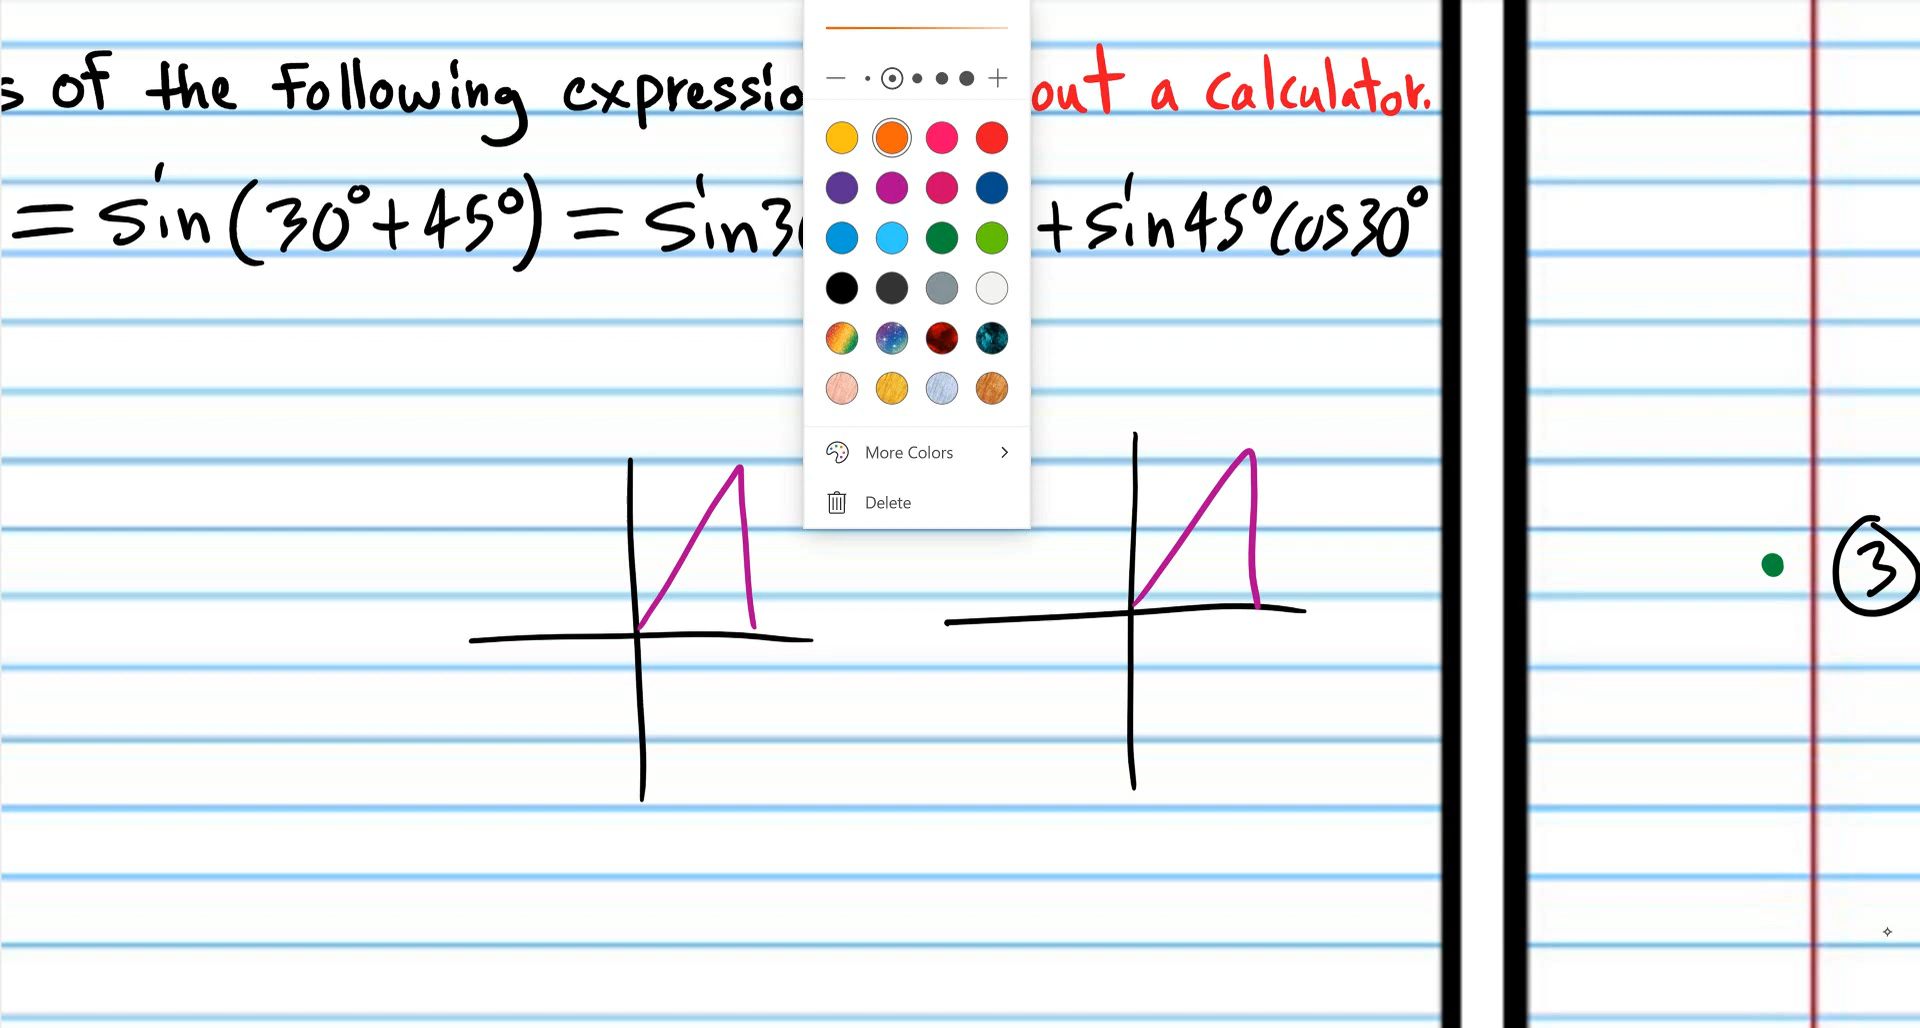 s of the following expressio out a calculator.
= sin(30°+45°) = sin3 + sin45°cos30°
More Colors
Delete
3